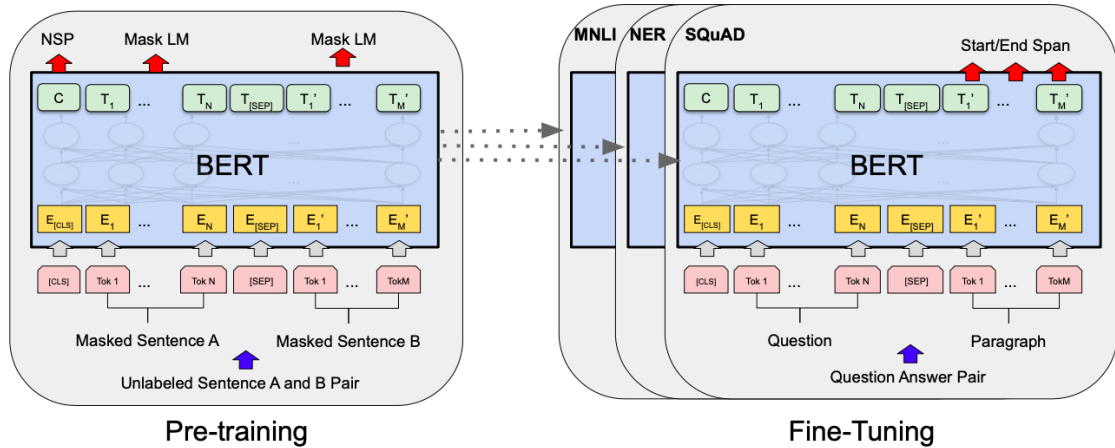 NSP Mask LM Mask LM
C T1 ... TN T[SEP] T1' ... TM'
...
BERT
...
E[CLS] E1 ... EN E[SEP] E1' ... EM'
[CLS] Tok 1 ... Tok N [SEP] Tok 1 ... TokM
Masked Sentence A Masked Sentence B
Unlabeled Sentence A and B Pair
Pre-training
MNLI NER SQuAD
Start/End Span
C T1 ... TN T[SEP] T1' ... TM'
...
BERT
...
E[CLS] E1 ... EN E[SEP] E1' ... EM'
[CLS] Tok 1 ... Tok N [SEP] Tok 1 ... TokM
Question Paragraph
Question Answer Pair
Fine-Tuning